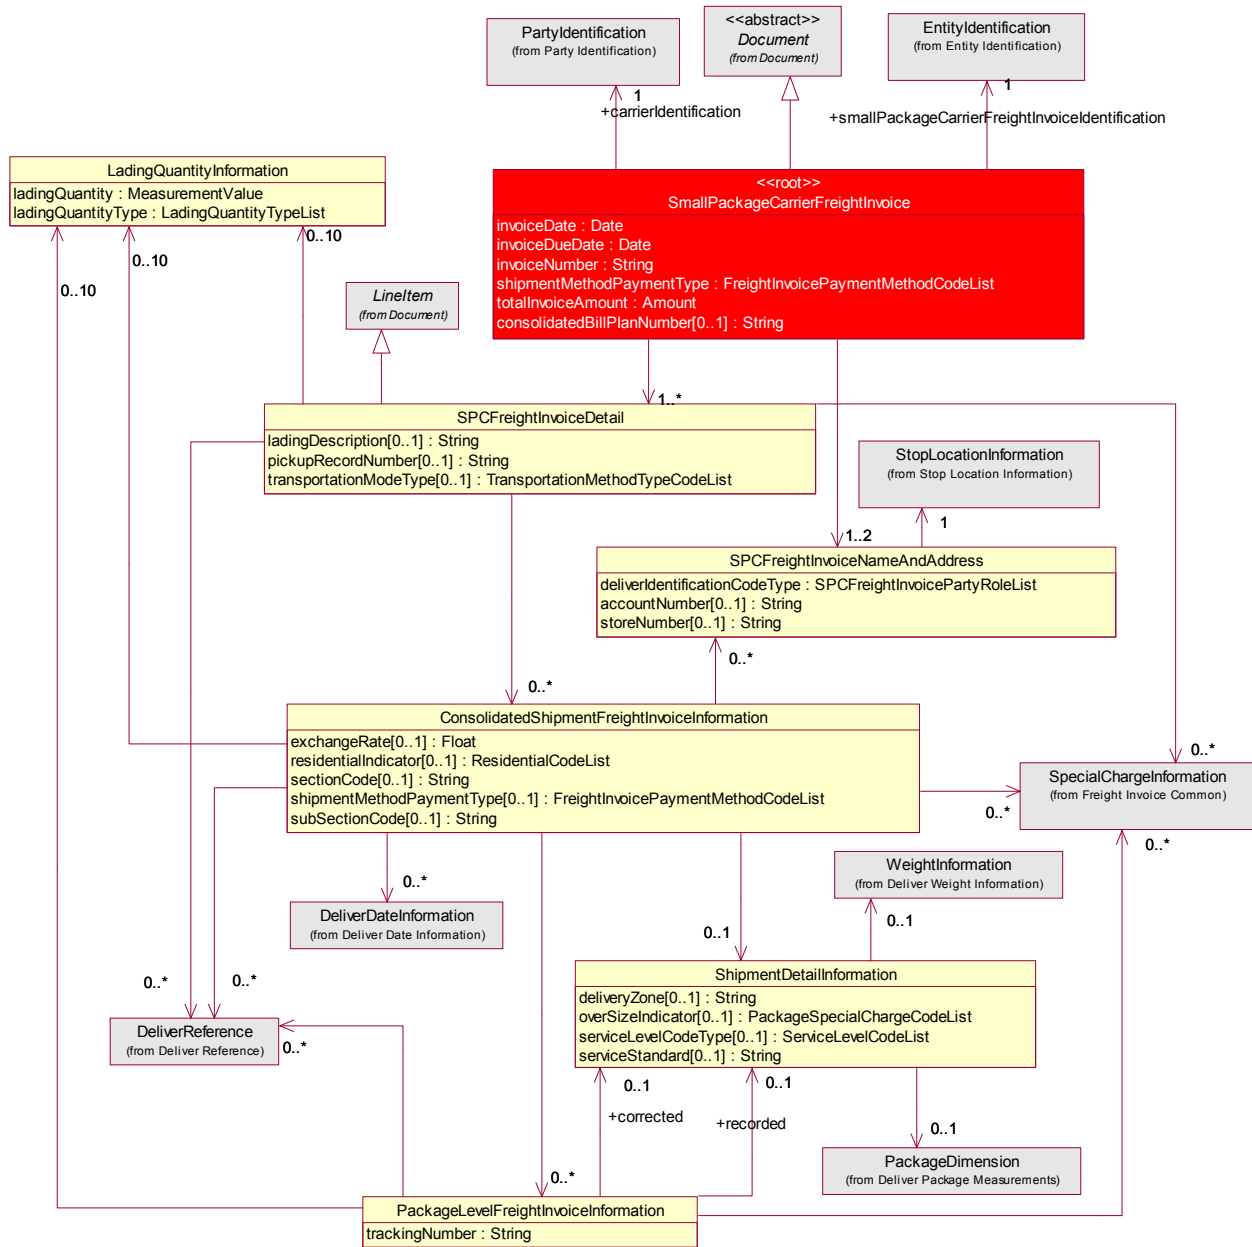 PartyIdentification
(from Party Identification)
<<abstract>>
Document
(from Document)
EntityIdentification
(from Entity Identification)
1
+carrierIdentification
1
+smallPackageCarrierFreightInvoiceIdentification
LadingQuantityInformation
ladingQuantity : MeasurementValue
ladingQuantityType : LadingQuantityTypeList
<<root>>
SmallPackageCarrierFreightInvoice
invoiceDate : Date
invoiceDueDate : Date
invoiceNumber : String
shipmentMethodPaymentType : FreightInvoicePaymentMethodCodeList
totalInvoiceAmount : Amount
consolidatedBillPlanNumber[0..1] : String
0..10
0..10
0..10
LineItem
(from Document)
1..*
SPCFreightInvoiceDetail
ladingDescription[0..1] : String
pickupRecordNumber[0..1] : String
transportationModeType[0..1] : TransportationMethodTypeCodeList
StopLocationInformation
(from Stop Location Information)
1
1..2
SPCFreightInvoiceNameAndAddress
deliverIdentificationCodeType : SPCFreightInvoicePartyRoleList
accountNumber[0..1] : String
storeNumber[0..1] : String
0..*
0..*
ConsolidatedShipmentFreightInvoiceInformation
exchangeRate[0..1] : Float
residentialIndicator[0..1] : ResidentialCodeList
sectionCode[0..1] : String
shipmentMethodPaymentType[0..1] : FreightInvoicePaymentMethodCodeList
subSectionCode[0..1] : String
0..*
SpecialChargeInformation
(from Freight Invoice Common)
0..*
0..*
WeightInformation
(from Deliver Weight Information)
0..*
DeliverDateInformation
(from Deliver Date Information)
0..1
0..1
ShipmentDetailInformation
deliveryZone[0..1] : String
overSizeIndicator[0..1] : PackageSpecialChargeCodeList
serviceLevelCodeType[0..1] : ServiceLevelCodeList
serviceStandard[0..1] : String
0..*
0..*
DeliverReference
(from Deliver Reference)
0..*
0..1
0..1
+corrected
+recorded
0..1
PackageDimension
(from Deliver Package Measurements)
0..*
PackageLevelFreightInvoiceInformation
trackingNumber : String